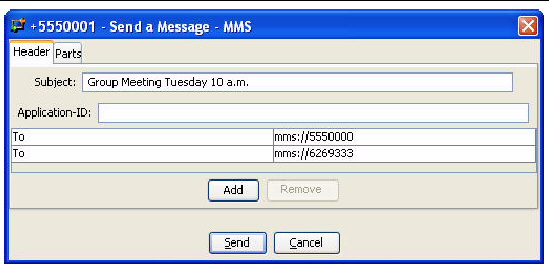 +5550001 - Send a Message - MMS
Header Parts
Subject: Group Meeting Tuesday 10 a.m.
Application-ID:
To mms://5550000
To mms://6269333
Add Remove
Send Cancel